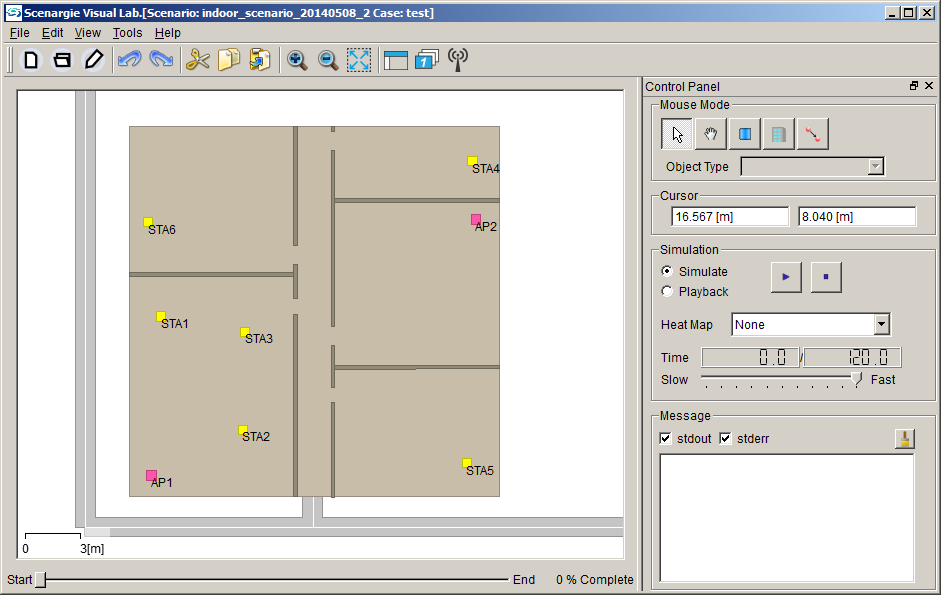 Scenargie Visual Lab.[Scenario: indoor_scenario_20140508_2 Case: test]
File Edit View Tools Help
1
Control Panel
Mouse Mode
Object Type
Cursor
16.567 [m] 8.040 [m]
Simulation
Simulate
Playback
Heat Map None
Time 0.0 / 120.0
Slow Fast
Message
stdout stderr
STA4
AP2
STA6
STA1
STA3
STA2
STA5
AP1
0 3[m]
Start End 0 % Complete